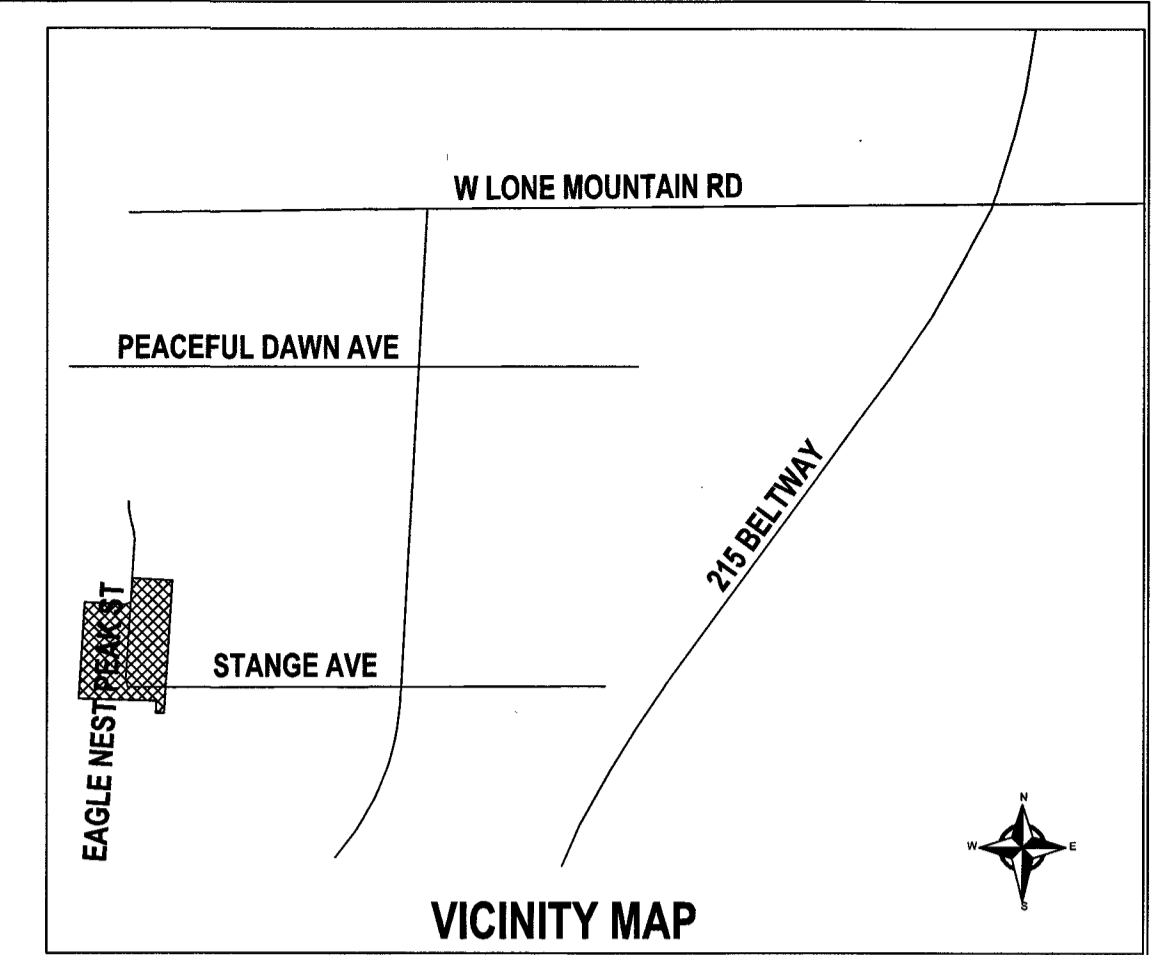 W LONE MOUNTAIN RD
PEACEFUL DAWN AVE
215 BELTWAY
EAGLE NEST PEAK ST
STANGE AVE
N
W E
S
VICINITY MAP